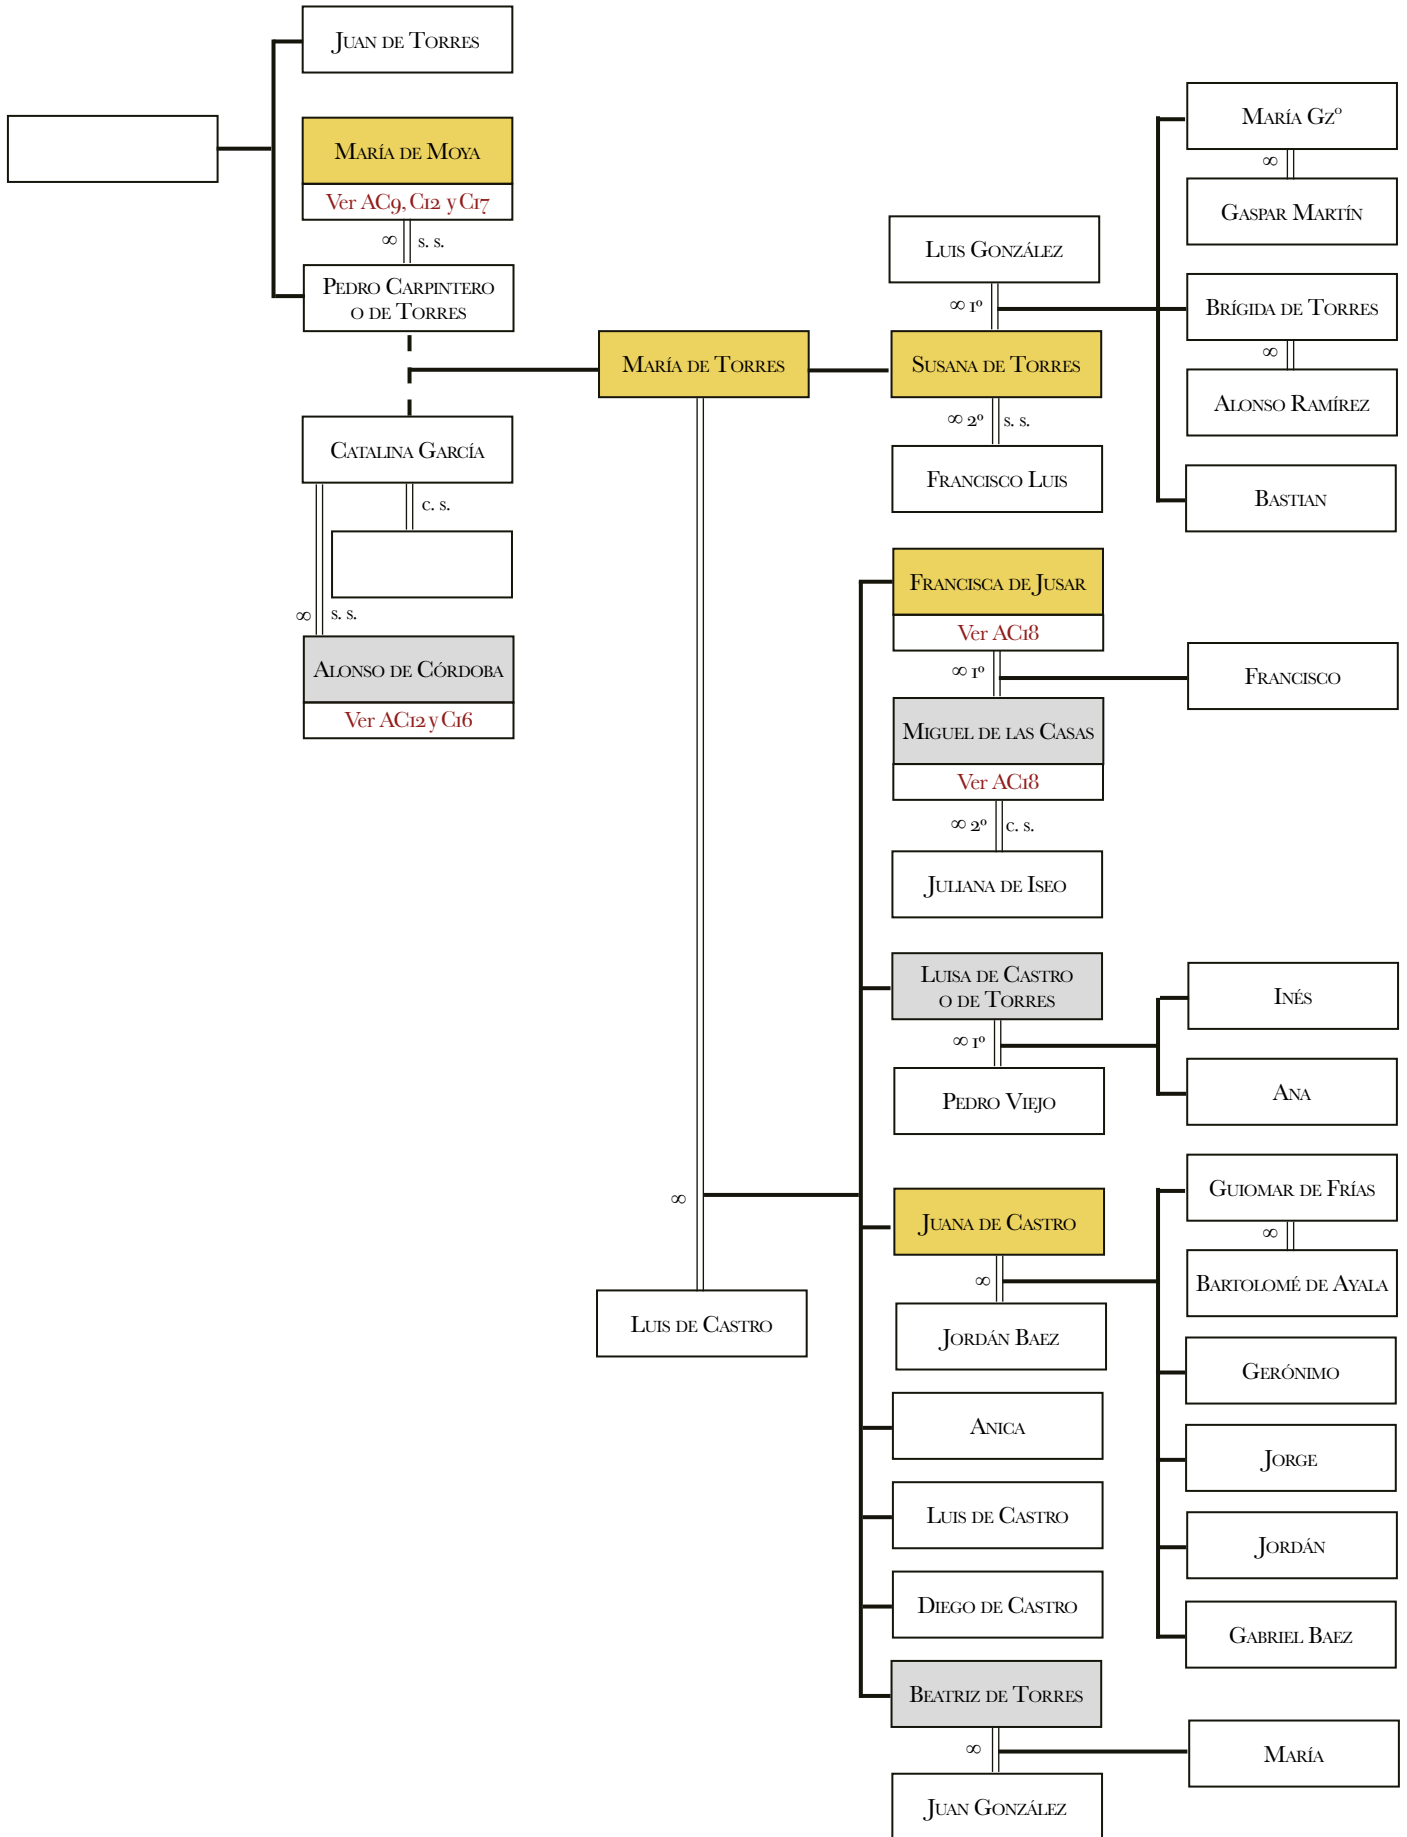 Juan de Torres
María de Moya
Ver AC9, C12 y C17
∞ s. s.
Pedro Carpintero
o de Torres
Catalina García
c. s.
∞ s. s.
Alonso de Córdoba
Ver AC12 y C16
María de Torres
∞
Luis de Castro
Luis González
∞ 1º
Susana de Torres
∞ 2º s. s.
Francisco Luis
María Gzº
∞
Gaspar Martín
Brígida de Torres
∞
Alonso Ramírez
Bastian
Francisca de Jusar
Ver AC18
∞ 1º
Miguel de las Casas
Ver AC18
∞ 2º c. s.
Juliana de Iseo
Francisco
Luisa de Castro
o de Torres
∞ 1º
Pedro Viejo
Inés
Ana
Juana de Castro
∞
Jordán Baez
Guiomar de Frías
∞
Bartolomé de Ayala
Gerónimo
Jorge
Jordán
Gabriel Baez
Anica
Luis de Castro
Diego de Castro
Beatriz de Torres
∞
Juan González
María